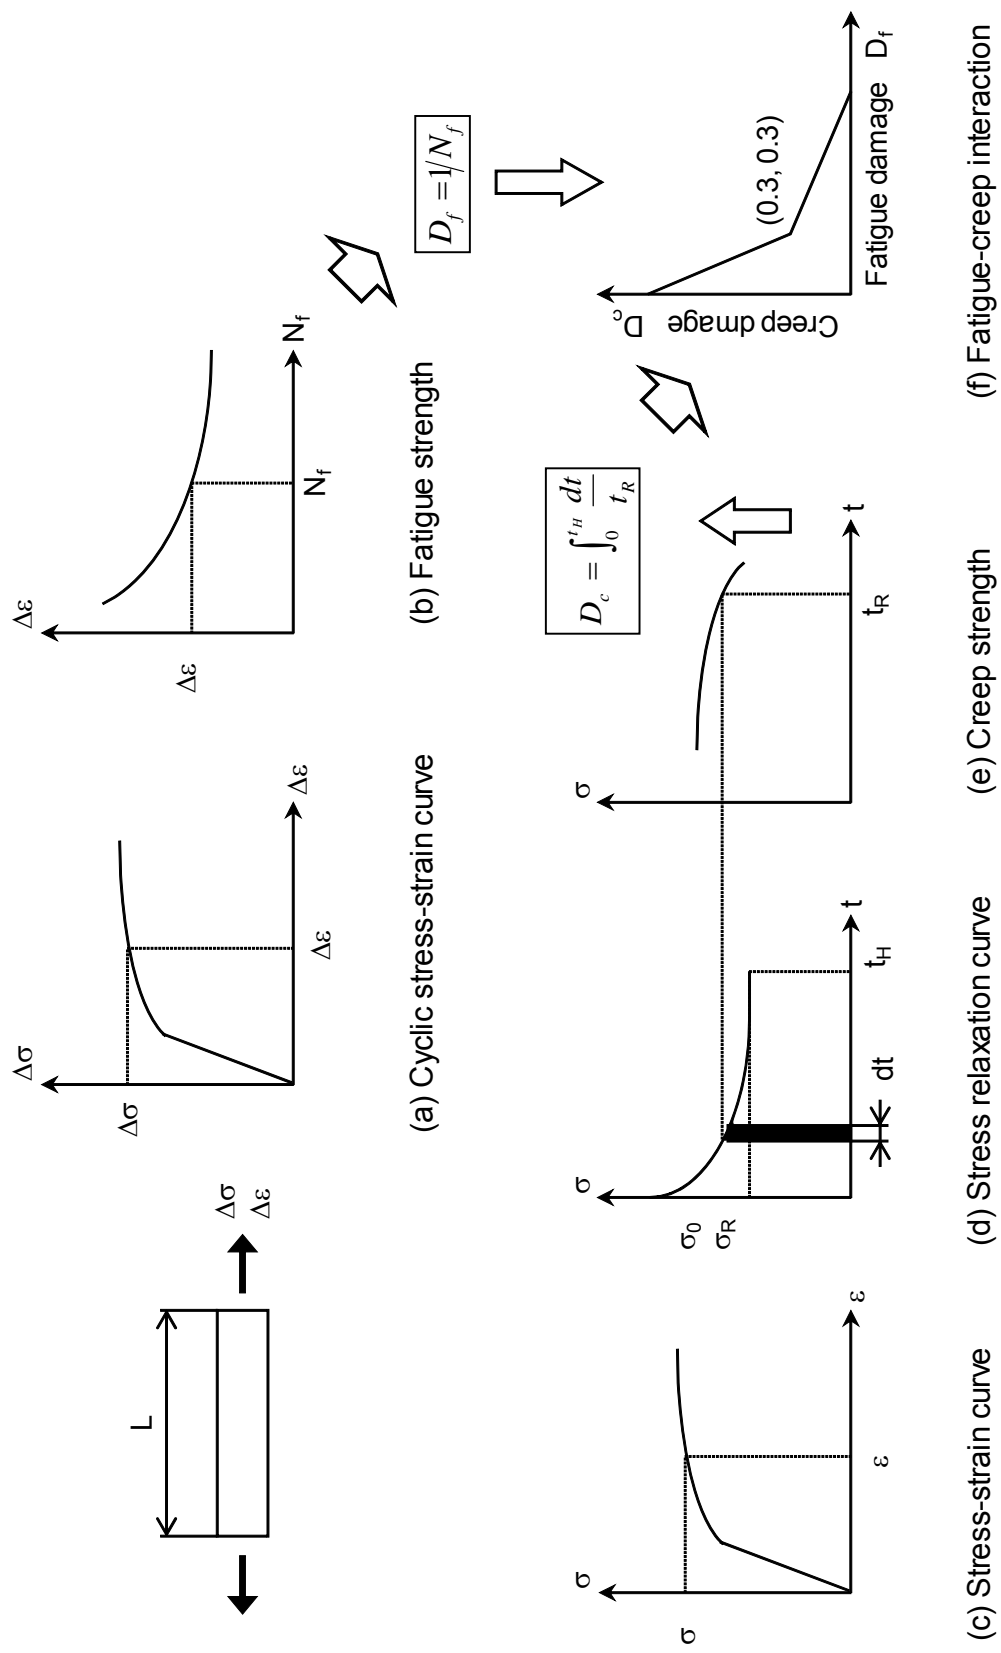 L
Δσ
Δε
Δσ
Δσ
Δε
Δε
(a) Cyclic stress-strain curve
Δε
Δε
N_f
N_f
(b) Fatigue strength
D_f = 1/N_f
σ
σ
ε
ε
(c) Stress-strain curve
σ
σ_0
σ_R
t_H
t
dt
(d) Stress relaxation curve
σ
t_R
t
(e) Creep strength
D_c = ∫_0^{t_H} dt/t_R
D_c
Creep dmage
(0.3, 0.3)
Fatigue damage D_f
(f) Fatigue-creep interaction